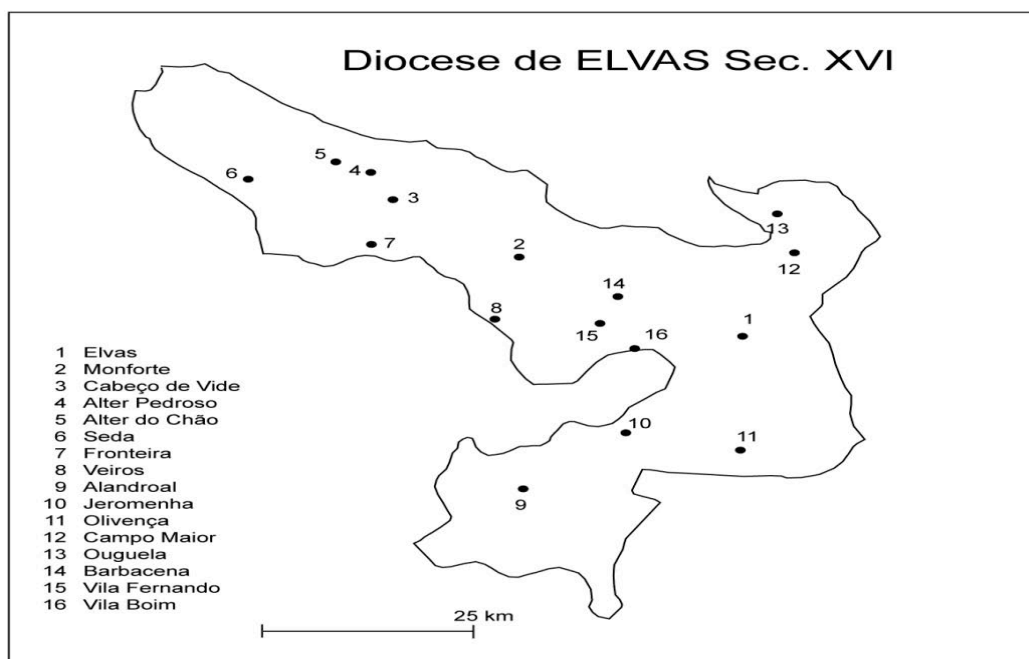 Diocese de ELVAS Sec. XVI
5
4
6
3
13
7
2
12
14
8
1
15
16
10
11
9
1 Elvas
2 Monforte
3 Cabeço de Vide
4 Alter Pedroso
5 Alter do Chão
6 Seda
7 Fronteira
8 Veiros
9 Alandroal
10 Jeromenha
11 Olivença
12 Campo Maior
13 Ouguela
14 Barbacena
15 Vila Fernando
16 Vila Boim
25 km